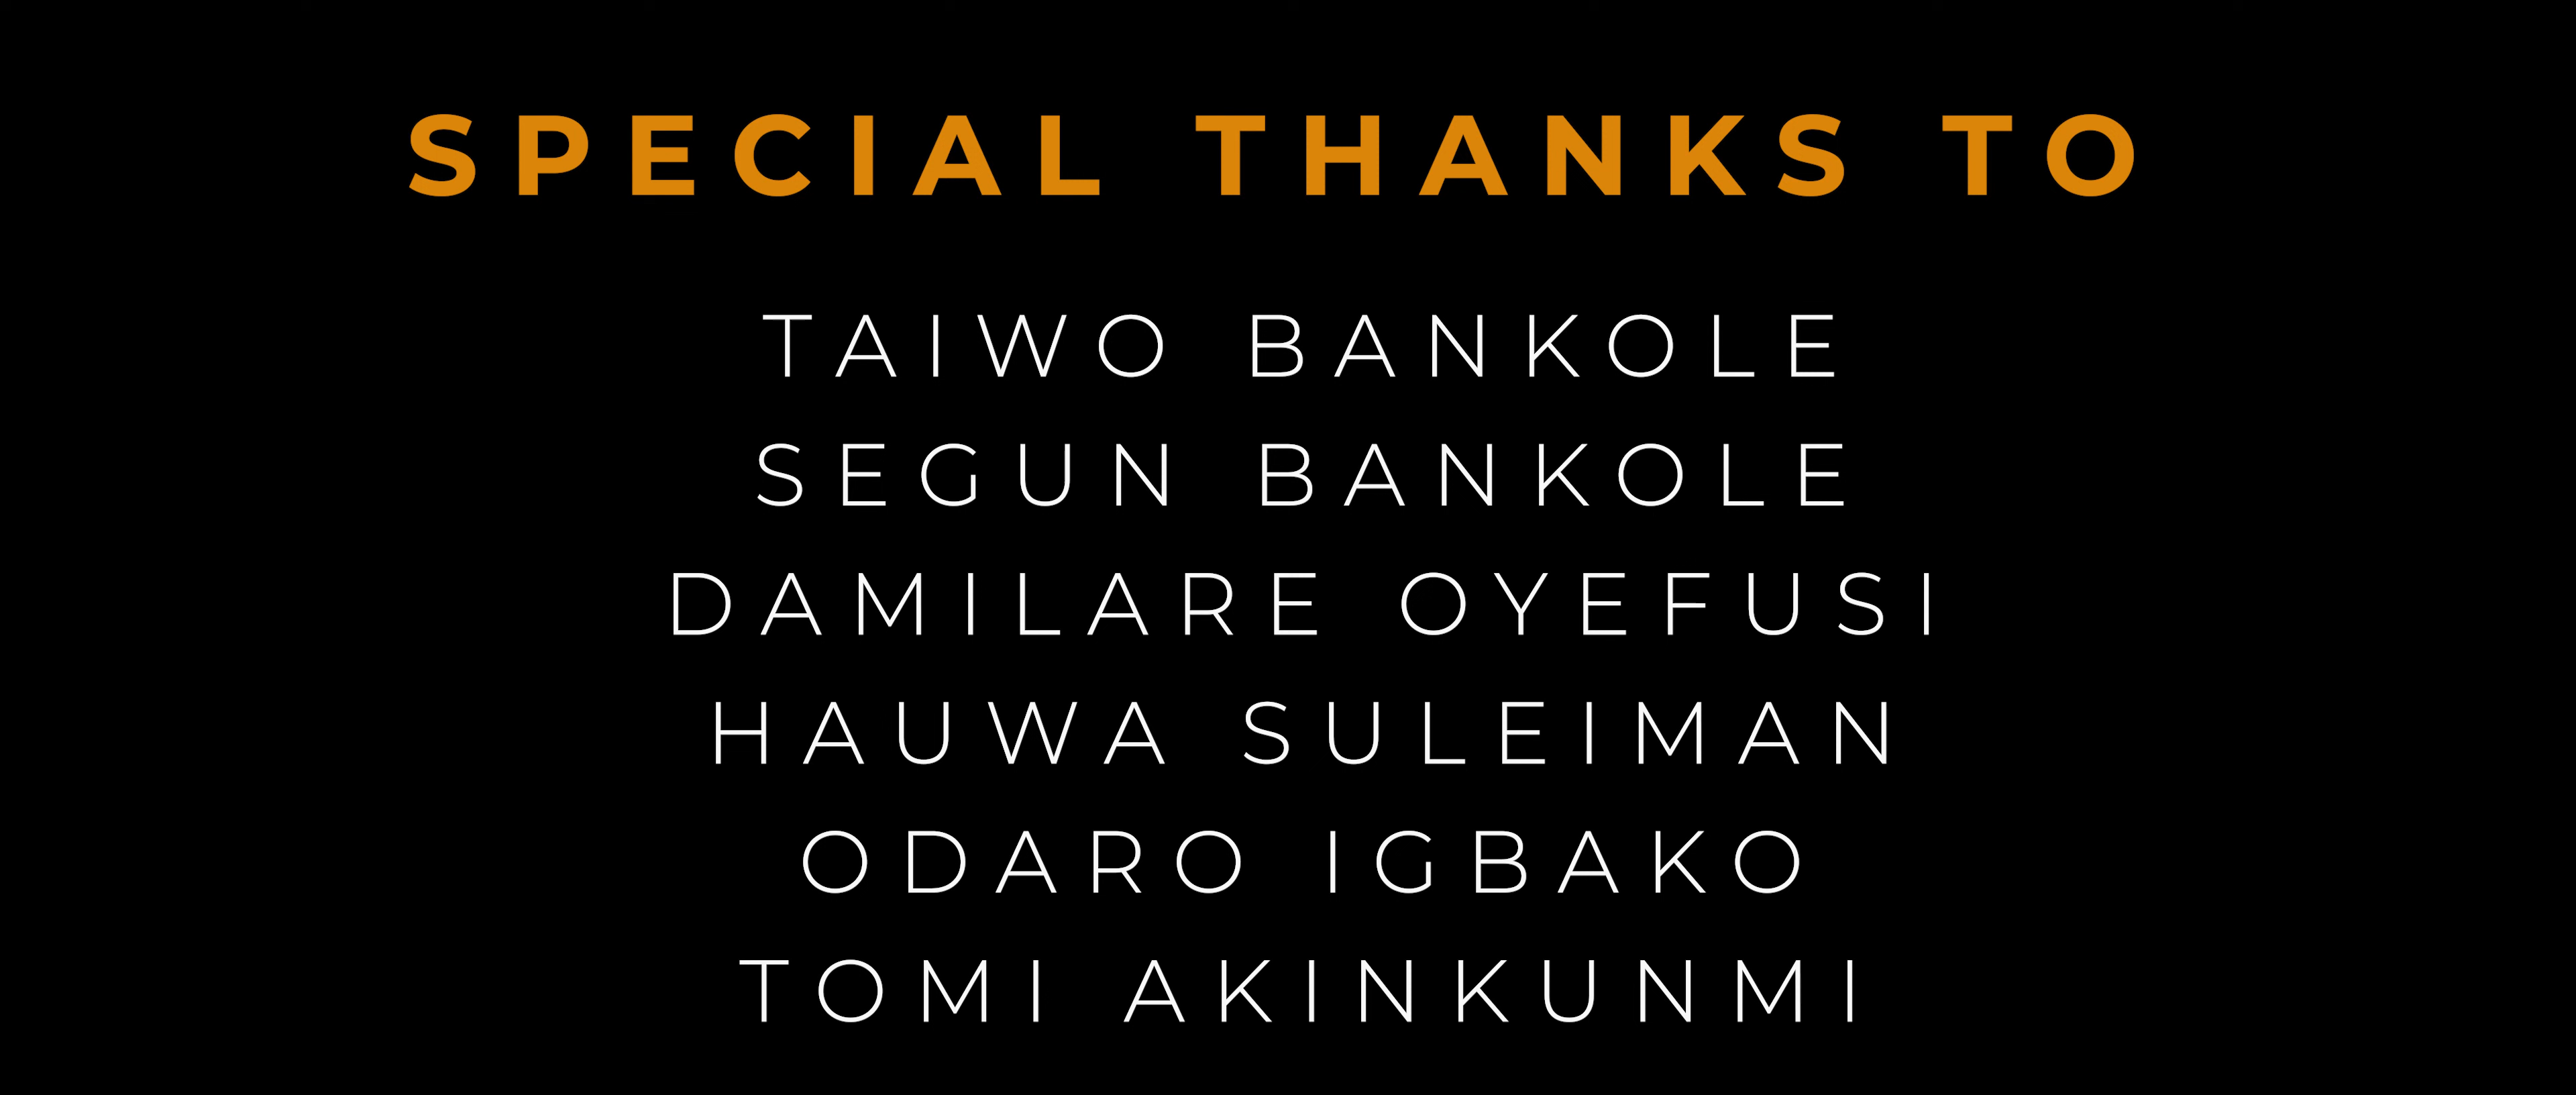 SPECIAL THANKS TO
TAIWO BANKOLE
SEGUN BANKOLE
DAMILARE OYEFUSI
HAUWA SULEIMAN
ODARO IGBAKO
TOMI AKINKUNMI